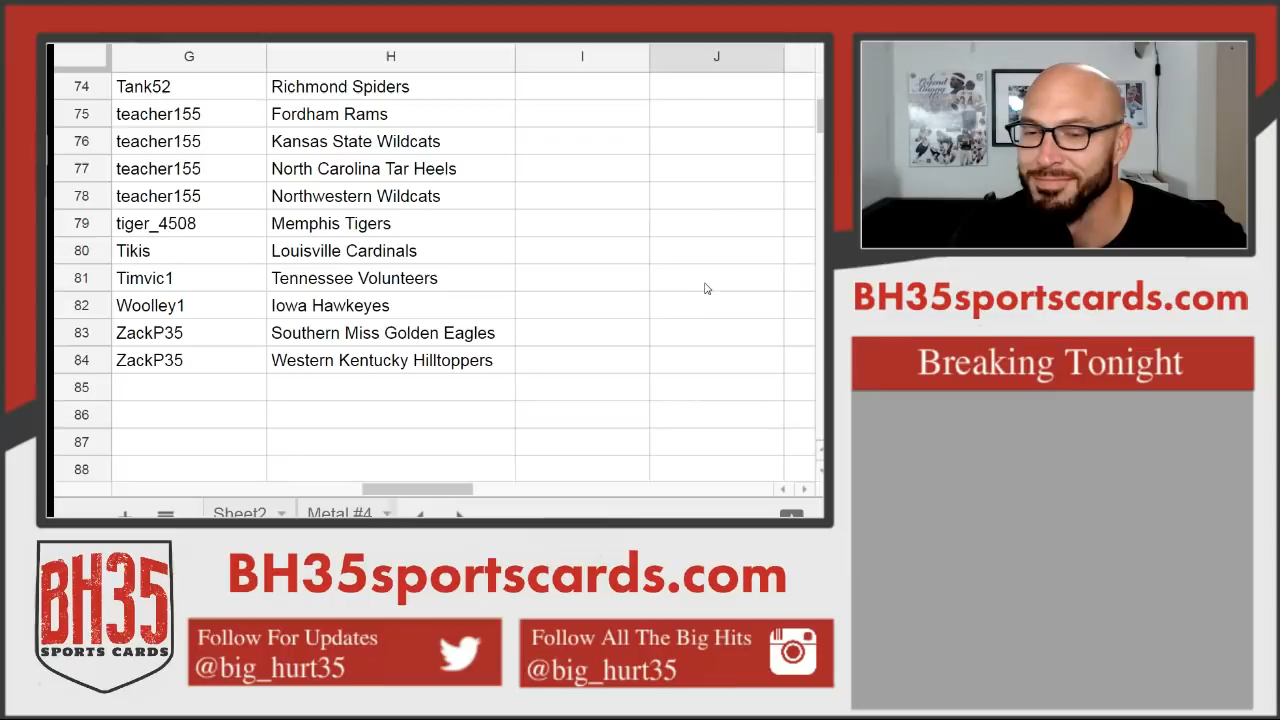 G H I J
74 Tank52 Richmond Spiders
75 teacher155 Fordham Rams
76 teacher155 Kansas State Wildcats
77 teacher155 North Carolina Tar Heels
78 teacher155 Northwestern Wildcats
79 tiger_4508 Memphis Tigers
80 Tikis Louisville Cardinals
81 Timvic1 Tennessee Volunteers
82 Woolley1 Iowa Hawkeyes
83 ZackP35 Southern Miss Golden Eagles
84 ZackP35 Western Kentucky Hilltoppers
85
86
87
88
Sheet2 Metal #4
BH35sportscards.com
Breaking Tonight
BH35
SPORTS CARDS
BH35sportscards.com
Follow For Updates
@big_hurt35
Follow All The Big Hits
@big_hurt35